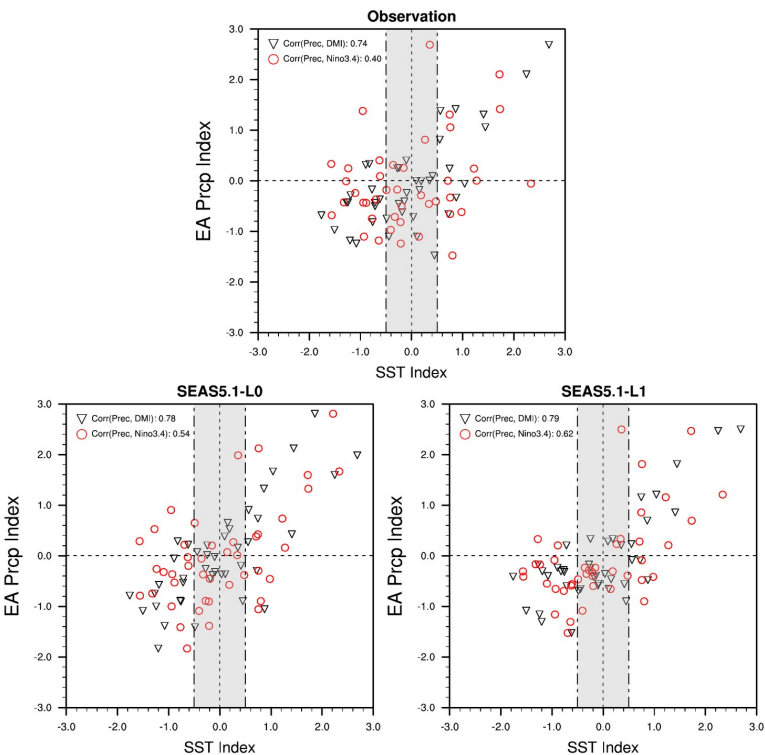 Observation
Corr(Prec, DMI): 0.74
Corr(Prec, Nino3.4): 0.40
EA Prcp Index
3.0
2.0
1.0
0.0
-1.0
-2.0
-3.0
-3.0 -2.0 -1.0 0.0 1.0 2.0 3.0
SST Index
SEAS5.1-L0
Corr(Prec, DMI): 0.78
Corr(Prec, Nino3.4): 0.54
EA Prcp Index
3.0
2.0
1.0
0.0
-1.0
-2.0
-3.0
-3.0 -2.0 -1.0 0.0 1.0 2.0 3.0
SST Index
SEAS5.1-L1
Corr(Prec, DMI): 0.79
Corr(Prec, Nino3.4): 0.62
EA Prcp Index
3.0
2.0
1.0
0.0
-1.0
-2.0
-3.0
-3.0 -2.0 -1.0 0.0 1.0 2.0 3.0
SST Index